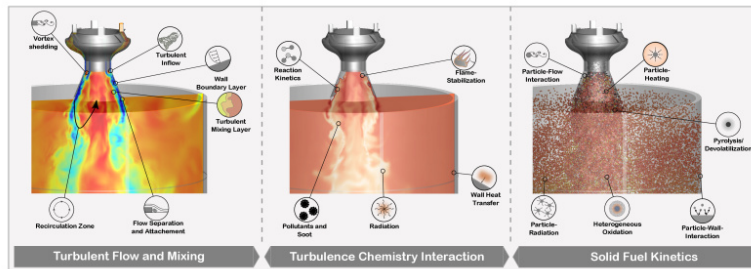 Vortex
shedding
Turbulent
Inflow
Wall
Boundary Layer
Turbulent
Mixing Layer
Recirculation Zone
Flow Separation
and Attachement
Turbulent Flow and Mixing
Reaction
Kinetics
Flame-
Stabilization
Pollutants
and Soot
Radiation
Wall Heat
Transfer
Turbulence Chemistry Interaction
Particle-Flow
Interaction
Particle-
Heating
Pyrolysis/
Devolatilization
Particle-
Radiation
Heterogeneous
Oxidation
Particle-Wall-
Interaction
Solid Fuel Kinetics